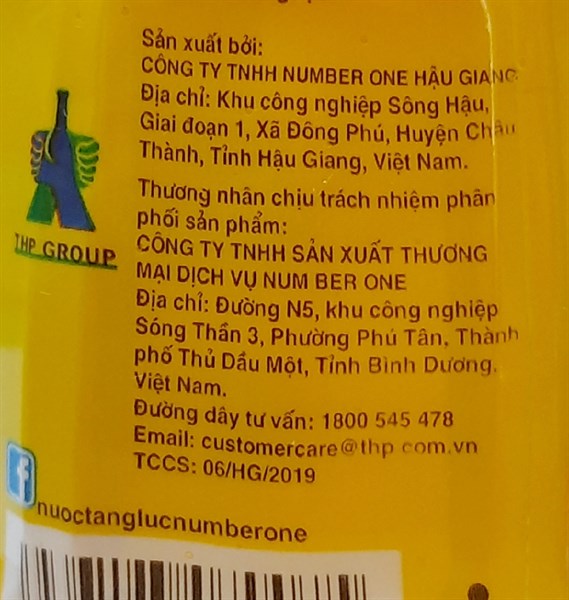 Sản xuất bởi:
CÔNG TY TNHH NUMBER ONE HẬU GIANG
Địa chỉ: Khu công nghiệp Sông Hậu,
Giai đoạn 1, Xã Đông Phú, Huyện Châu
Thành, Tỉnh Hậu Giang, Việt Nam.
Thương nhân chịu trách nhiệm phân
phối sản phẩm:
CÔNG TY TNHH SẢN XUẤT THƯƠNG
MẠI DỊCH VỤ NUM BER ONE
Địa chỉ: Đường N5, khu công nghiệp
Sóng Thần 3, Phường Phú Tân, Thành
phố Thủ Dầu Một, Tỉnh Bình Dương,
Việt Nam.
Đường dây tư vấn: 1800 545 478
Email: customercare@thp.com.vn
TCCS: 06/HG/2019
THP GROUP
f
nuoctanglucnumberone